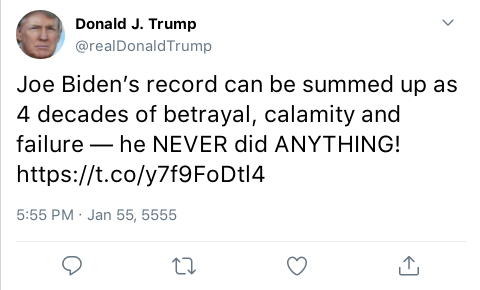 Donald J. Trump
@realDonaldTrump
Joe Biden’s record can be summed up as
4 decades of betrayal, calamity and
failure — he NEVER did ANYTHING!
https://t.co/y7f9FoDtl4
5:55 PM · Jan 55, 5555